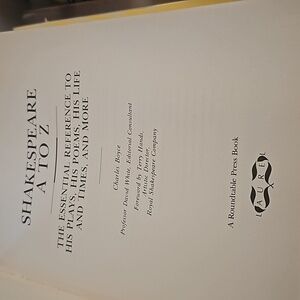 SHAKESPEARE
A TO Z
THE ESSENTIAL REFERENCE TO
HIS PLAYS, HIS POEMS, HIS LIFE
AND TIMES, AND MORE
Charles Boyce
Professor David White, Editorial Consultant
Foreword by Terry Hands,
Artistic Director,
Royal Shakespeare Company
LAUREL
A Roundtable Press Book